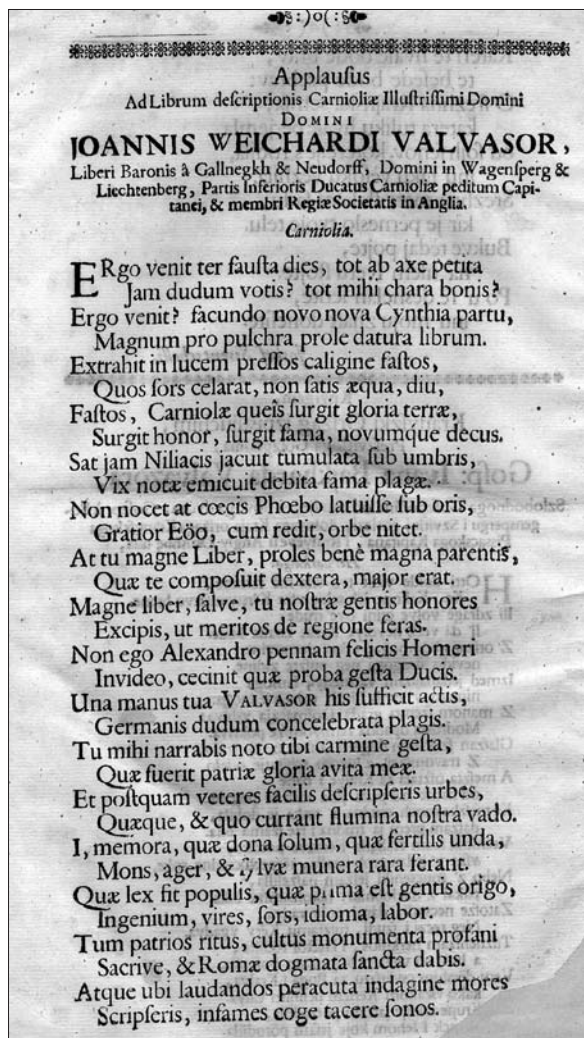 Applauſus
Ad Librum deſcriptionis Carnioliæ Illuſtriſſimi Domini
DOMINI
JOANNIS WEICHARDI VALVASOR,
Liberi Baronis â Gallnegkh & Neudorff, Domini in Wagenſperg &
Liechtenberg, Partis Inferioris Ducatus Carnioliæ peditum Capi-
tanei, & membri Regiæ Societatis in Anglia.
Carniolia.
ERgo venit ter fauſta dies, tot ab axe petita
Jam dudum votis? tot mihi chara bonis?
Ergo venit? facundo novo nova Cynthia partu,
Magnum pro pulchra prole datura librum.
Extrahit in lucem preſſos caligine faſtos,
Quos ſors celarat, non ſatis æqua, diu,
Faſtos, Carniolæ queîs ſurgit gloria terræ,
Surgit honor, ſurgit fama, novumq́ue decus.
Sat jam Niliacis jacuit tumulata ſub umbris,
Vix notæ emicuit debita fama plagæ.
Non nocet at cœcis Phœbo latuiſſe ſub oris,
Gratior Eöo, cum redit, orbe nitet.
At tu magne Liber, proles benè magna parentis,
Quæ te compoſuit dextera, major erat.
Magne liber, ſalve, tu noſtræ gentis honores
Excipis, ut meritos de regione feras.
Non ego Alexandro pennam felicis Homeri
Invideo, cecinit quæ proba geſta Ducis.
Una manus tua VALVASOR his ſufficit actis,
Germanis dudum concelebrata plagis.
Tu mihi narrabis noto tibi carmine geſta,
Quæ fuerit patriæ gloria avita meæ.
Et poſtquam veteres facilis deſcripſeris urbes,
Quæque, & quo currant flumina noſtra vado.
I, memora, quæ dona ſolum, quæ fertilis unda,
Mons, ager, & ſylvæ munera rara ferant.
Quæ lex fit populis, quæ prima eſt gentis origo,
Ingenium, vires, ſors, idioma, labor.
Tum patrios ritus, cultus monumenta profani
Sacrive, & Romæ dogmata ſancta dabis.
Atque ubi laudandos peracuta indagine mores
Scripſeris, infames coge tacere ſonos.